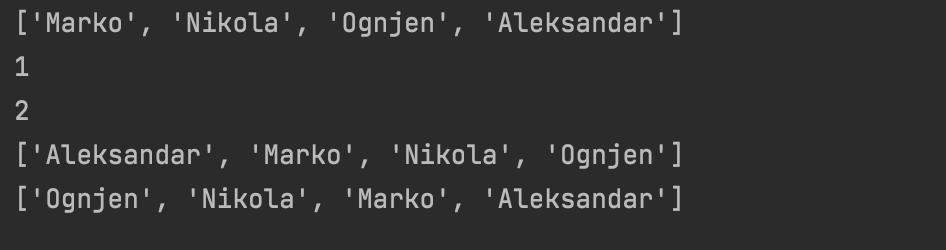 ['Marko', 'Nikola', 'Ognjen', 'Aleksandar']
1
2
['Aleksandar', 'Marko', 'Nikola', 'Ognjen']
['Ognjen', 'Nikola', 'Marko', 'Aleksandar']